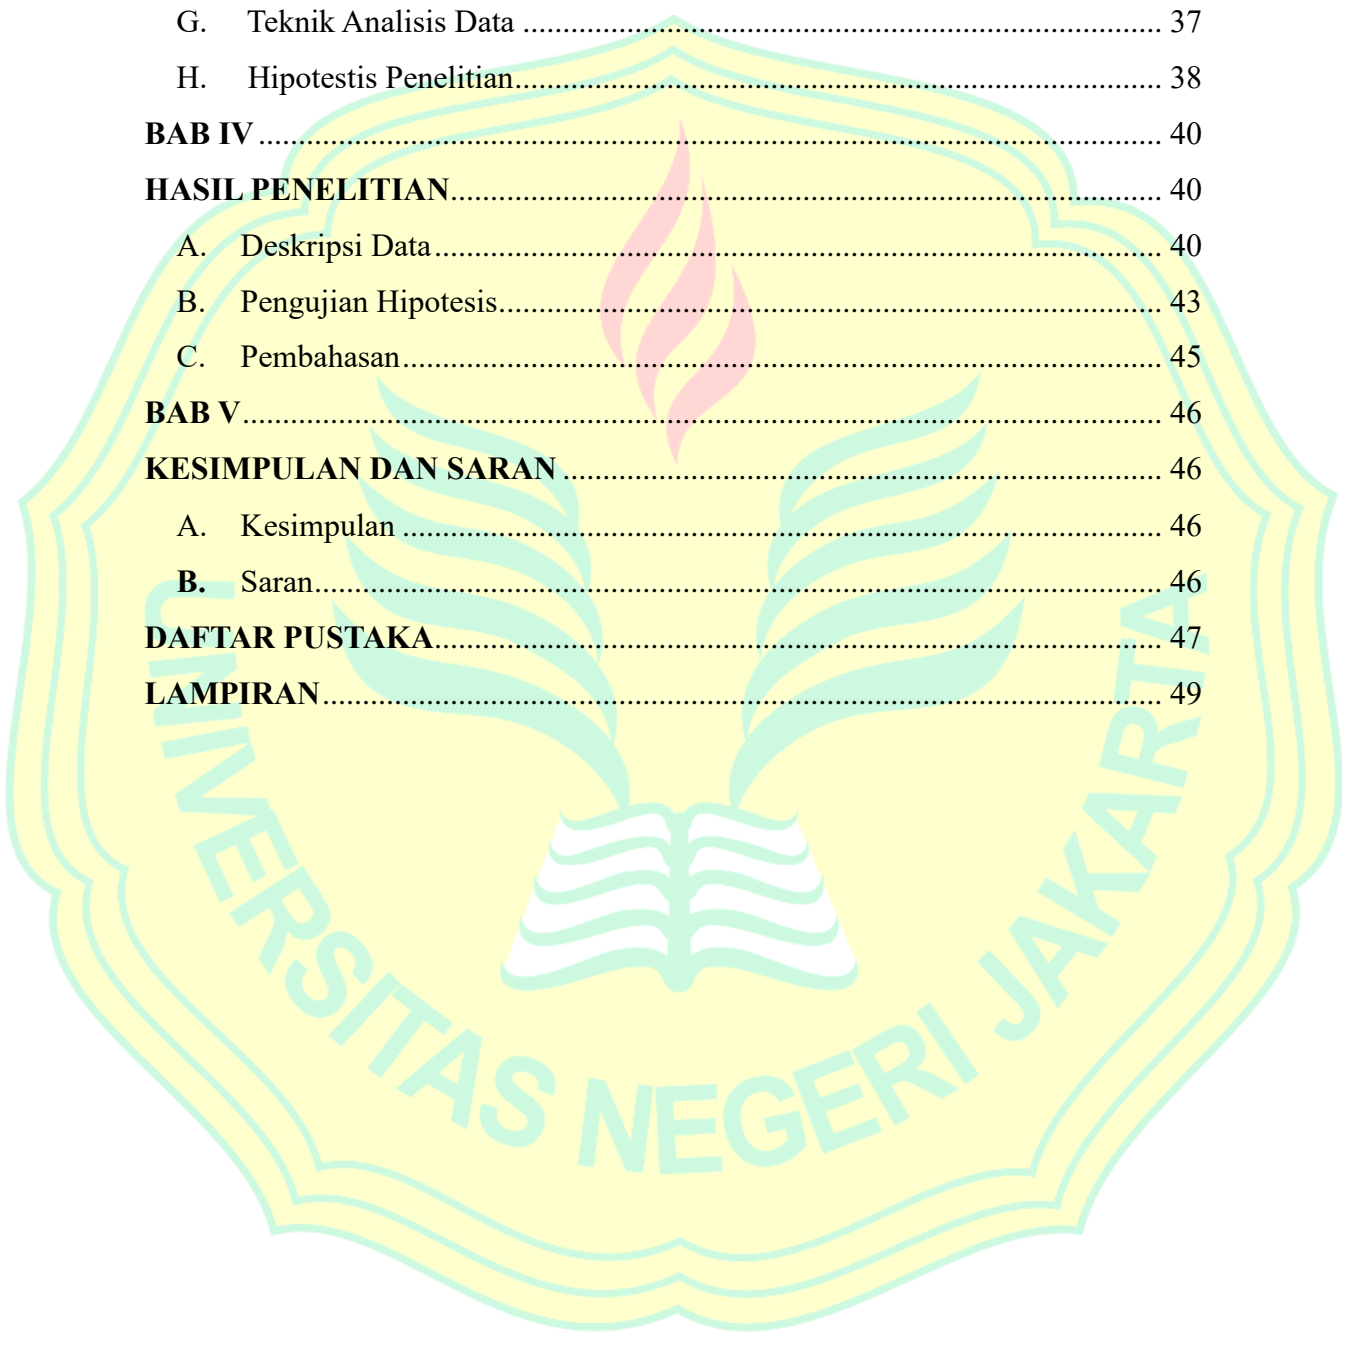 G. Teknik Analisis Data ................................................................................ 37
H. Hipotestis Penelitian................................................................................. 38
BAB IV ................................................................................................................. 40
HASIL PENELITIAN......................................................................................... 40
A. Deskripsi Data........................................................................................... 40
B. Pengujian Hipotesis................................................................................... 43
C. Pembahasan............................................................................................... 45
BAB V................................................................................................................... 46
KESIMPULAN DAN SARAN ........................................................................... 46
A. Kesimpulan ............................................................................................... 46
B. Saran.......................................................................................................... 46
DAFTAR PUSTAKA........................................................................................... 47
LAMPIRAN......................................................................................................... 49
UNIVERSITAS NEGERI JAKARTA